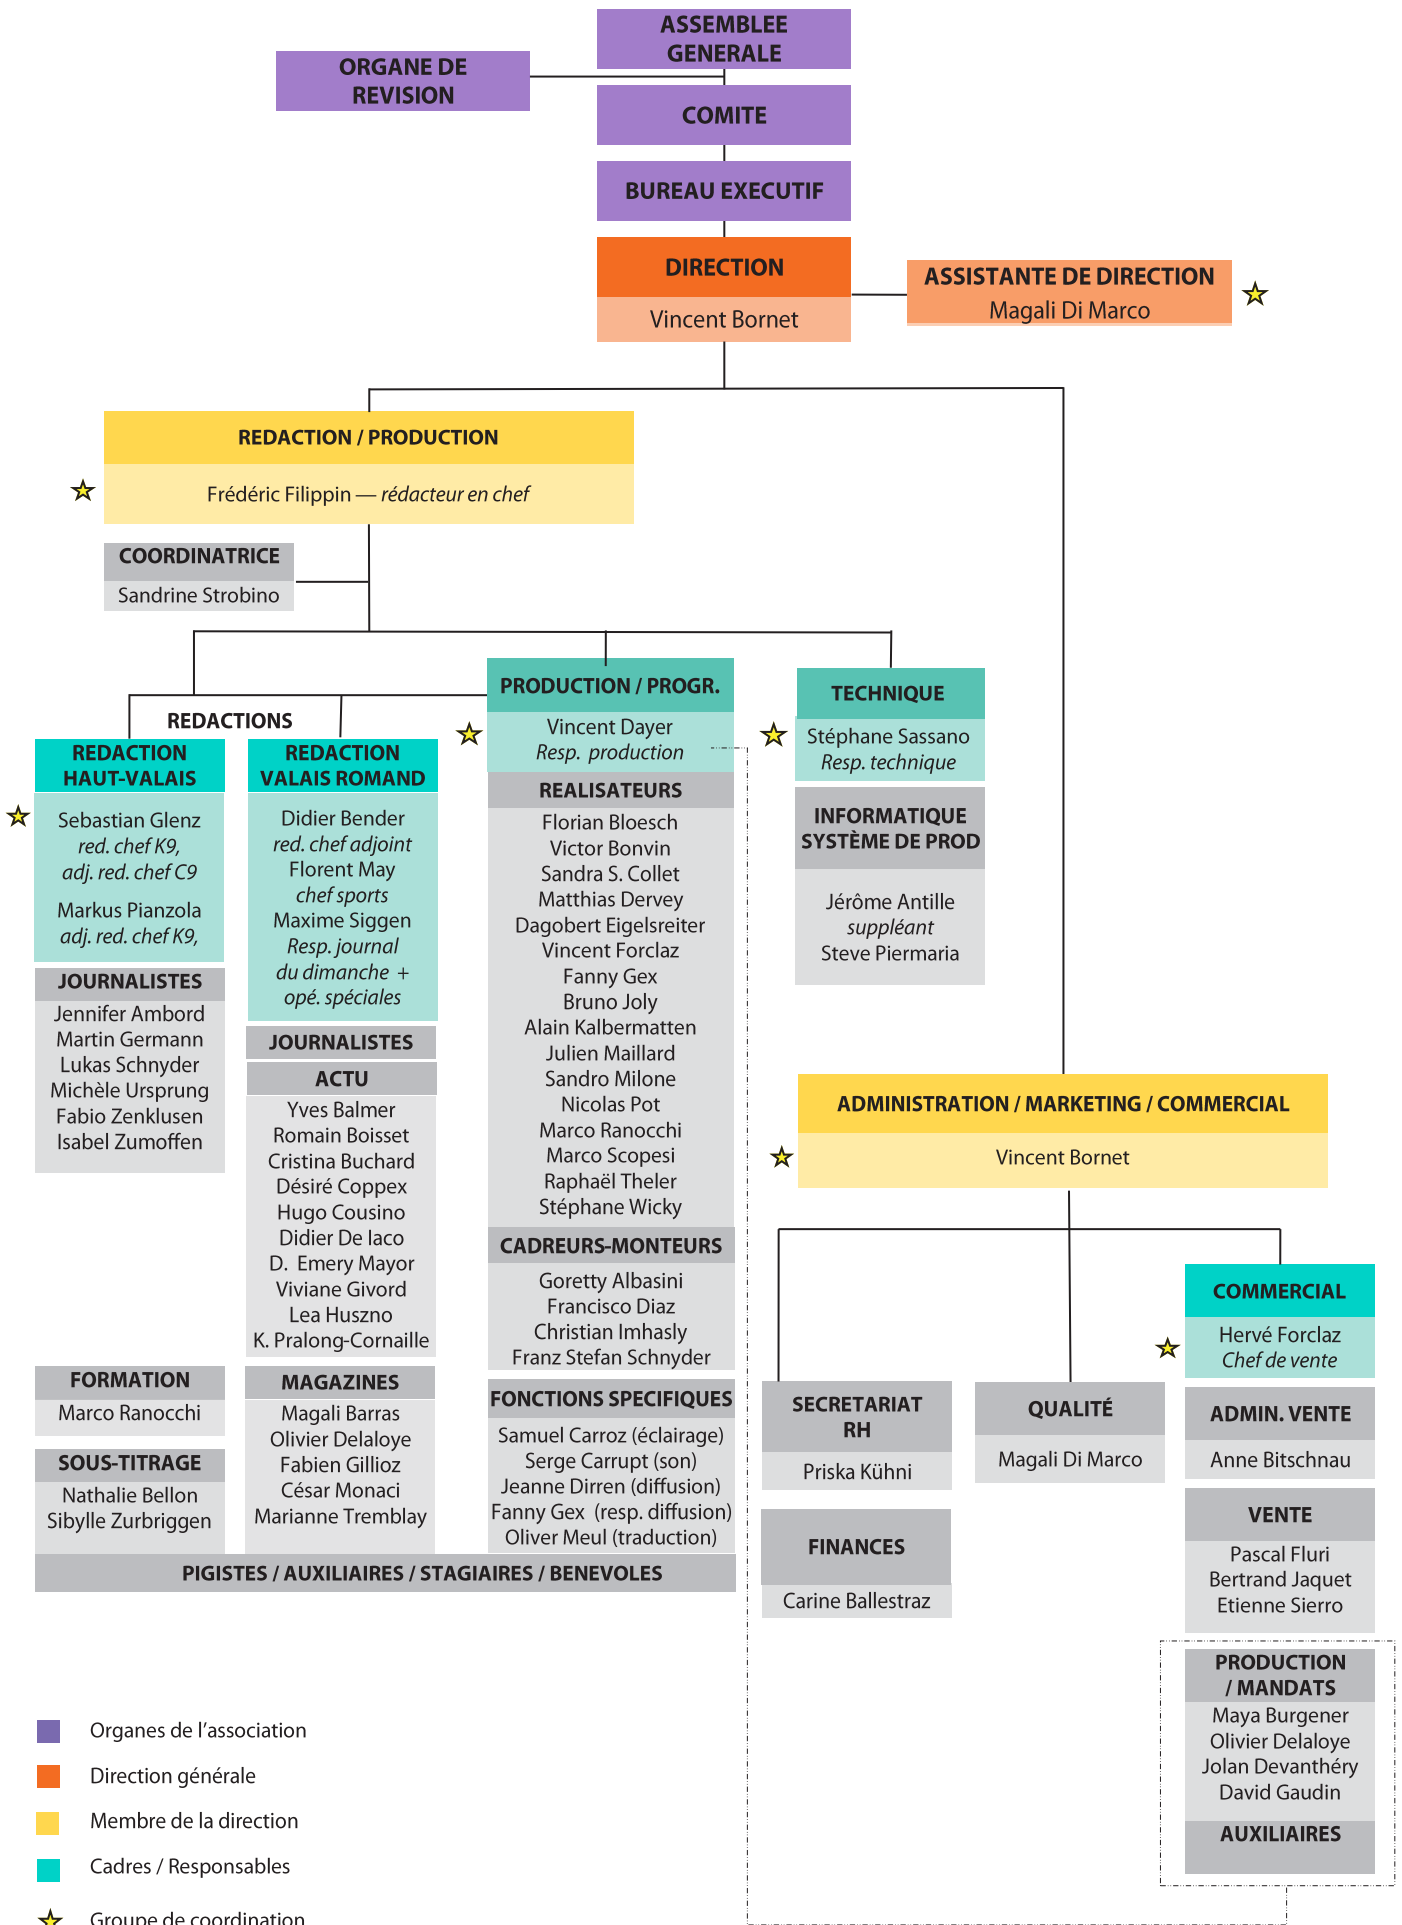 ASSEMBLEE
GENERALE
ORGANE DE
REVISION
COMITE
BUREAU EXECUTIF
DIRECTION
Vincent Bornet
ASSISTANTE DE DIRECTION
Magali Di Marco
REDACTION / PRODUCTION
Frédéric Filippin — rédacteur en chef
COORDINATRICE
Sandrine Strobino
REDACTIONS
REDACTION
HAUT-VALAIS
Sebastian Glenz
red. chef K9,
adj. red. chef C9
Markus Pianzola
adj. red. chef K9,
JOURNALISTES
Jennifer Ambord
Martin Germann
Lukas Schnyder
Michèle Ursprung
Fabio Zenklusen
Isabel Zumoffen
FORMATION
Marco Ranocchi
SOUS-TITRAGE
Nathalie Bellon
Sibylle Zurbriggen
REDACTION
VALAIS ROMAND
Didier Bender
red. chef adjoint
Florent May
chef sports
Maxime Siggen
Resp. journal
du dimanche +
opé. spéciales
JOURNALISTES
ACTU
Yves Balmer
Romain Boisset
Cristina Buchard
Désiré Coppex
Hugo Cousino
Didier De Iaco
D. Emery Mayor
Viviane Givord
Lea Huszno
K. Pralong-Cornaille
MAGAZINES
Magali Barras
Olivier Delaloye
Fabien Gillioz
César Monaci
Marianne Tremblay
PRODUCTION / PROGR.
Vincent Dayer
Resp. production
REALISATEURS
Florian Bloesch
Victor Bonvin
Sandra S. Collet
Matthias Dervey
Dagobert Eigelsreiter
Vincent Forclaz
Fanny Gex
Bruno Joly
Alain Kalbermatten
Julien Maillard
Sandro Milone
Nicolas Pot
Marco Ranocchi
Marco Scopesi
Raphaël Theler
Stéphane Wicky
CADREURS-MONTEURS
Goretty Albasini
Francisco Diaz
Christian Imhasly
Franz Stefan Schnyder
FONCTIONS SPECIFIQUES
Samuel Carroz (éclairage)
Serge Carrupt (son)
Jeanne Dirren (diffusion)
Fanny Gex (resp. diffusion)
Oliver Meul (traduction)
PIGISTES / AUXILIAIRES / STAGIAIRES / BENEVOLES
TECHNIQUE
Stéphane Sassano
Resp. technique
INFORMATIQUE
SYSTÈME DE PROD
Jérôme Antille
suppléant
Steve Piermaria
ADMINISTRATION / MARKETING / COMMERCIAL
Vincent Bornet
SECRETARIAT
RH
Priska Kühni
FINANCES
Carine Ballestraz
QUALITÉ
Magali Di Marco
COMMERCIAL
Hervé Forclaz
Chef de vente
ADMIN. VENTE
Anne Bitschnau
VENTE
Pascal Fluri
Bertrand Jaquet
Etienne Sierro
PRODUCTION
/ MANDATS
Maya Burgener
Olivier Delaloye
Jolan Devanthéry
David Gaudin
AUXILIAIRES
Organes de l'association
Direction générale
Membre de la direction
Cadres / Responsables
Groupe de coordination